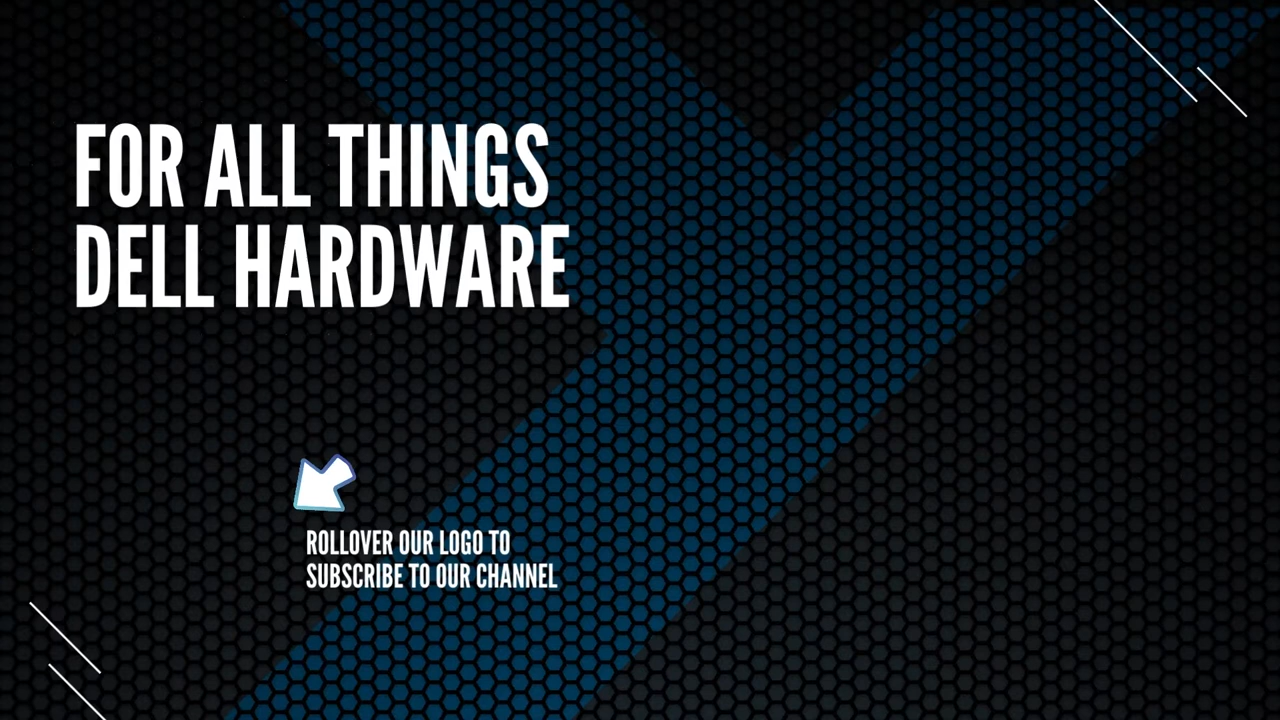 FOR ALL THINGS
DELL HARDWARE
ROLLOVER OUR LOGO TO
SUBSCRIBE TO OUR CHANNEL